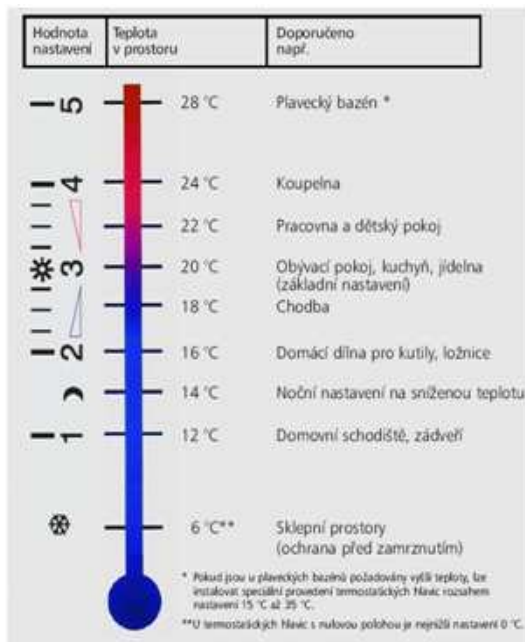 Hodnota nastavení
Teplota v prostoru
Doporučeno např.
5 28 °C Plavecký bazén *
4 24 °C Koupelna
22 °C Pracovna a dětský pokoj
3 20 °C Obývací pokoj, kuchyň, jídelna
(základní nastavení)
18 °C Chodba
2 16 °C Domácí dílna pro kutily, ložnice
14 °C Noční nastavení na sníženou teplotu
1 12 °C Domovní schodiště, zádveří
6 °C** Sklepní prostory
(ochrana před zamrznutím)
* Pokud jsou u plaveckých bazénů požadovány vyšší teploty, lze
instalovat speciální provedení termostatických hlavic rozsahem
nastavení 15 °C až 35 °C.
**U termostatických hlavic s nulovou polohou je nejnižší nastavení 0 °C.